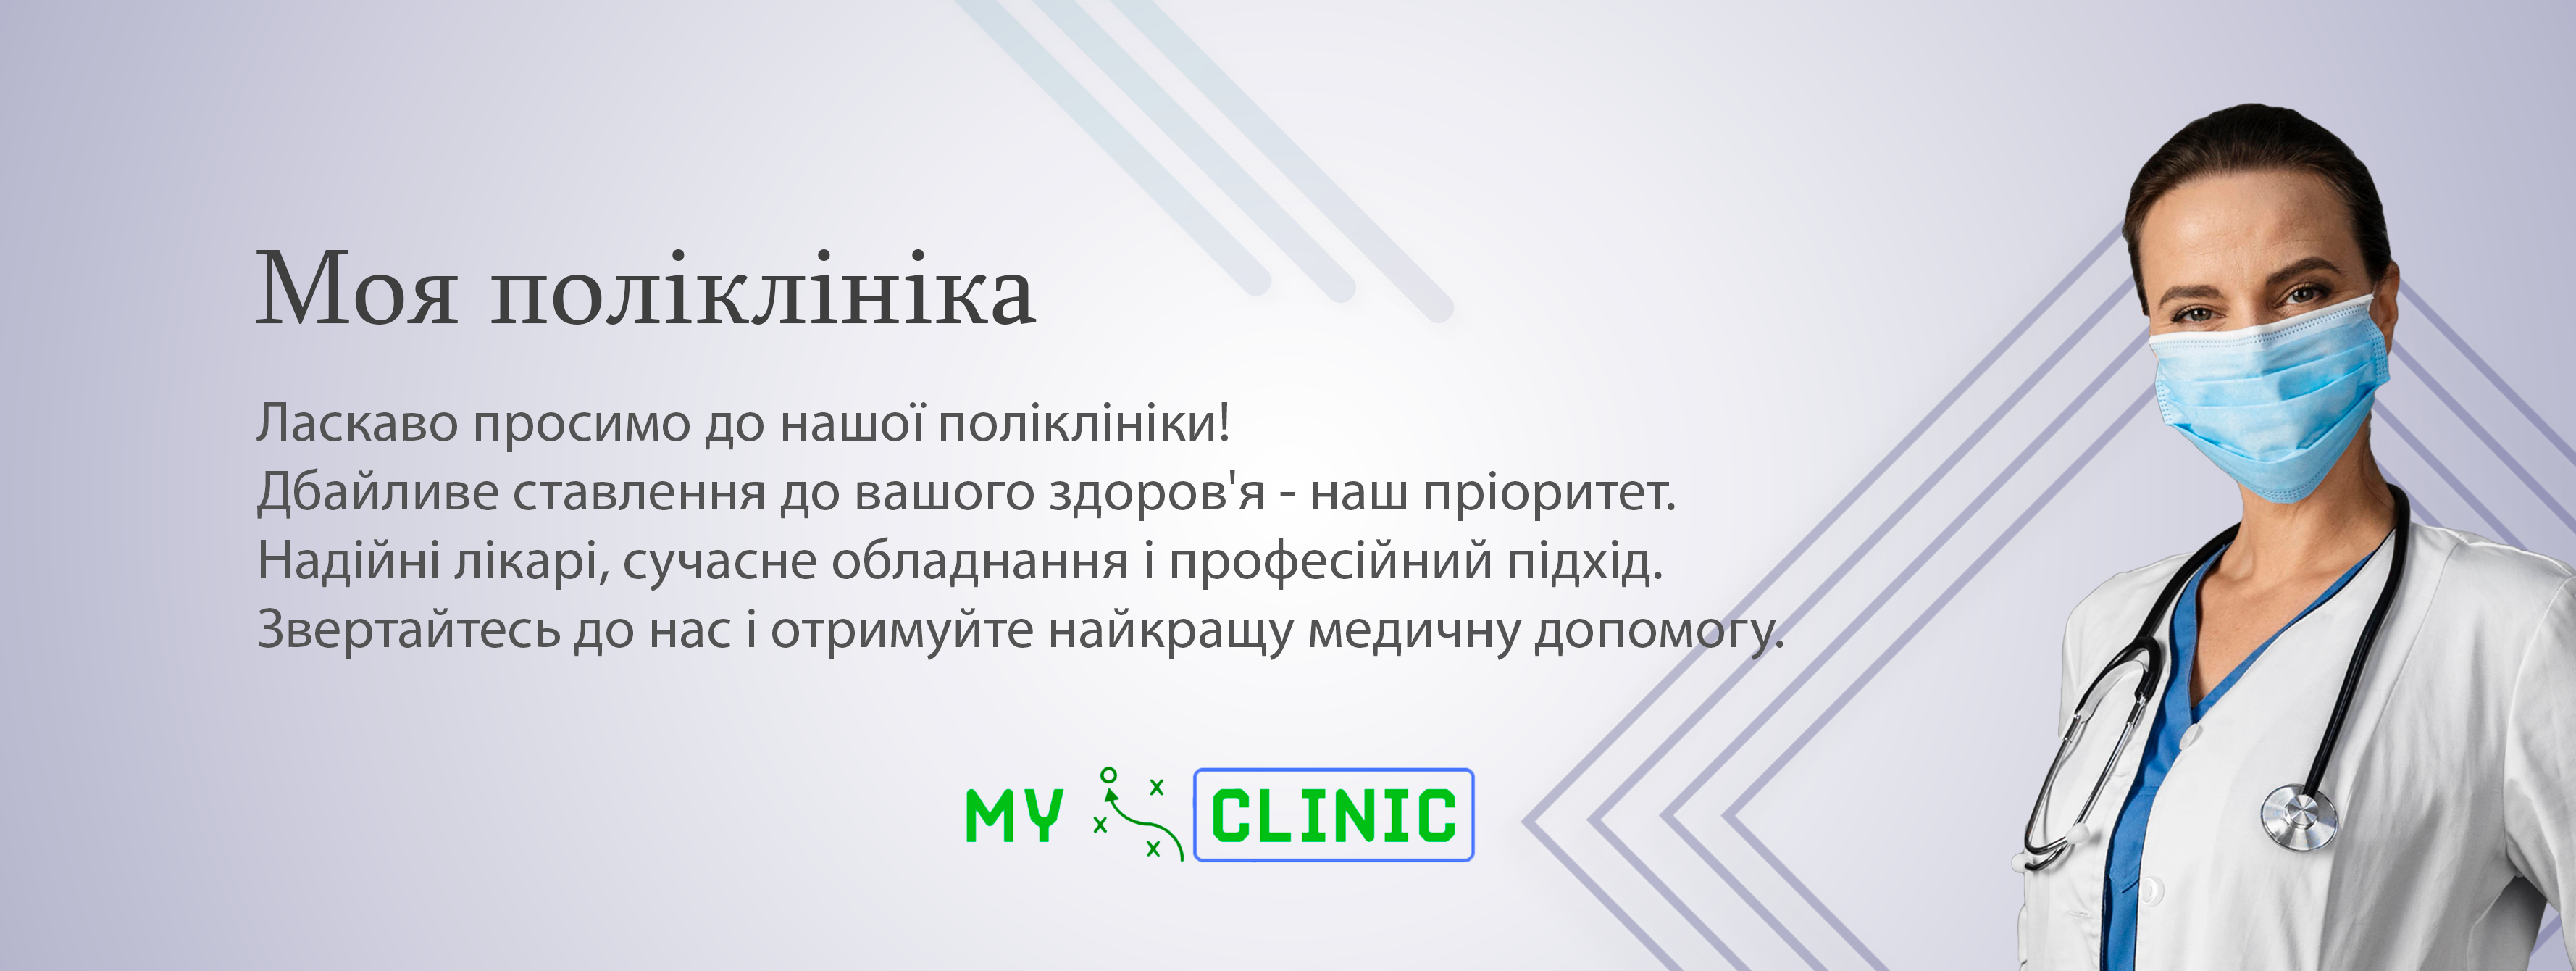 Моя поліклініка
Ласкаво просимо до нашої поліклініки!
Дбайливе ставлення до вашого здоров'я - наш пріоритет.
Надійні лікарі, сучасне обладнання і професійний підхід.
Звертайтесь до нас і отримуйте найкращу медичну допомогу.
MY CLINIC